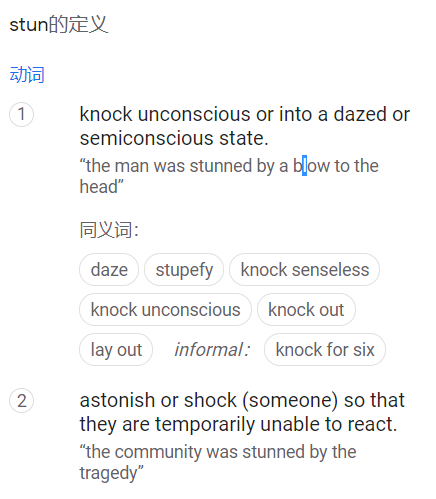 stun的定义
动词
1 knock unconscious or into a dazed or
semiconscious state.
“the man was stunned by a blow to the
head”
同义词：
daze stupefy knock senseless
knock unconscious knock out
lay out informal： knock for six
2 astonish or shock (someone) so that
they are temporarily unable to react.
“the community was stunned by the
tragedy”